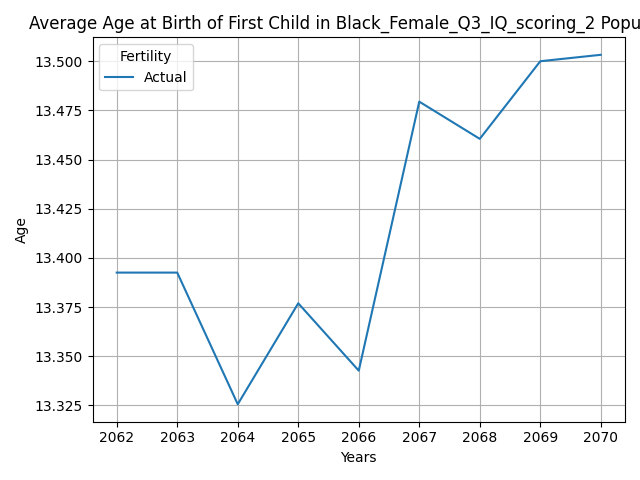 Average Age at Birth of First Child in Black_Female_Q3_IQ_scoring_2 Popu
Fertility
Actual
13.500
13.475
13.450
13.425
13.400
13.375
13.350
13.325
Age
2062 2063 2064 2065 2066 2067 2068 2069 2070
Years